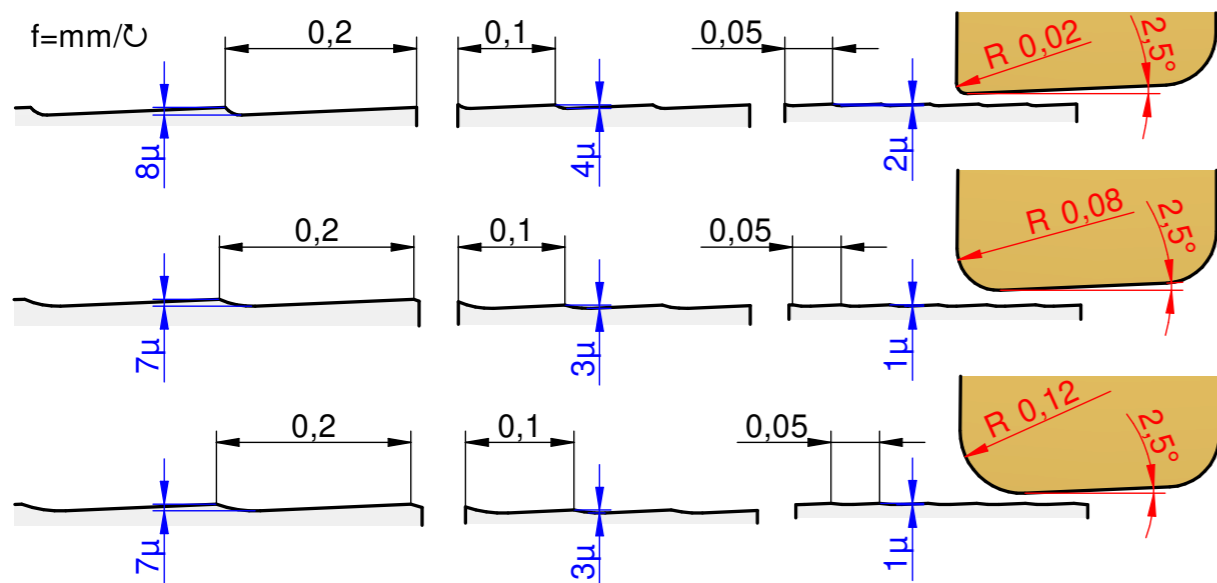 f=mm/↻
0,2
0,1
0,05
R 0,02
2,5°
8µ
4µ
2µ
0,2
0,1
0,05
R 0,08
2,5°
7µ
3µ
1µ
0,2
0,1
0,05
R 0,12
2,5°
7µ
3µ
1µ